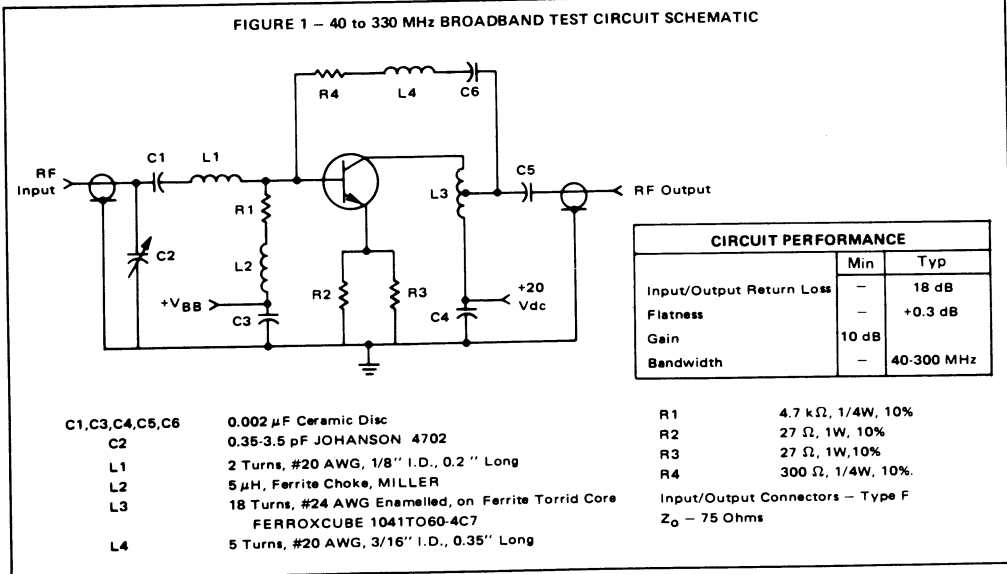 FIGURE 1 – 40 to 330 MHz BROADBAND TEST CIRCUIT SCHEMATIC
R4
L4
C6
C1
L1
C5
RF
Input
RF Output
L3
R1
C2
L2
+VBB
C3
R2
R3
C4
+20
Vdc
CIRCUIT PERFORMANCE
Min Typ
Input/Output Return Loss – 18 dB
Flatness – +0.3 dB
Gain 10 dB
Bandwidth – 40-300 MHz
C1,C3,C4,C5,C6 0.002 μF Ceramic Disc
C2 0.35-3.5 pF JOHANSON 4702
L1 2 Turns, #20 AWG, 1/8'' I.D., 0.2 '' Long
L2 5 μH, Ferrite Choke, MILLER
L3 18 Turns, #24 AWG Enamelled, on Ferrite Torrid Core
FERROXCUBE 1041TO60-4C7
L4 5 Turns, #20 AWG, 3/16'' I.D., 0.35'' Long
R1 4.7 kΩ, 1/4W, 10%
R2 27 Ω, 1W, 10%
R3 27 Ω, 1W,10%
R4 300 Ω, 1/4W, 10%.
Input/Output Connectors – Type F
Zo – 75 Ohms